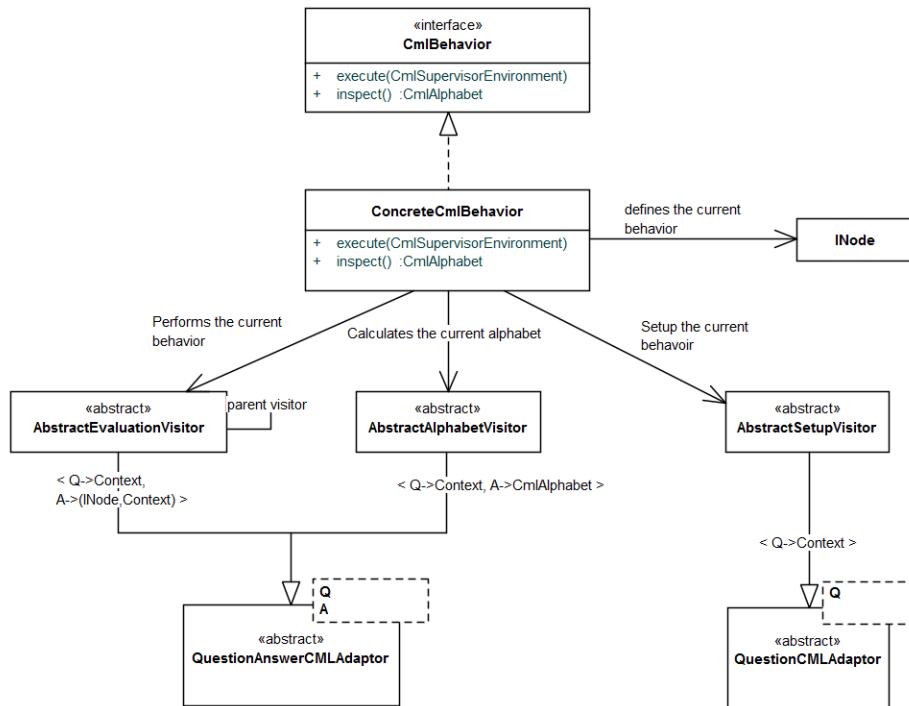 «interface»
CmlBehavior
+ execute(CmlSupervisorEnvironment)
+ inspect() :CmlAlphabet
ConcreteCmlBehavior
+ execute(CmlSupervisorEnvironment)
+ inspect() :CmlAlphabet
defines the current
behavior
INode
Performs the current
behavior
Calculates the current alphabet
Setup the current
behavoir
«abstract»
AbstractEvaluationVisitor
parent visitor
«abstract»
AbstractAlphabetVisitor
«abstract»
AbstractSetupVisitor
< Q->Context,
A->(INode,Context) >
< Q->Context, A->CmlAlphabet >
< Q->Context >
Q
A
«abstract»
QuestionAnswerCMLAdaptor
Q
«abstract»
QuestionCMLAdaptor